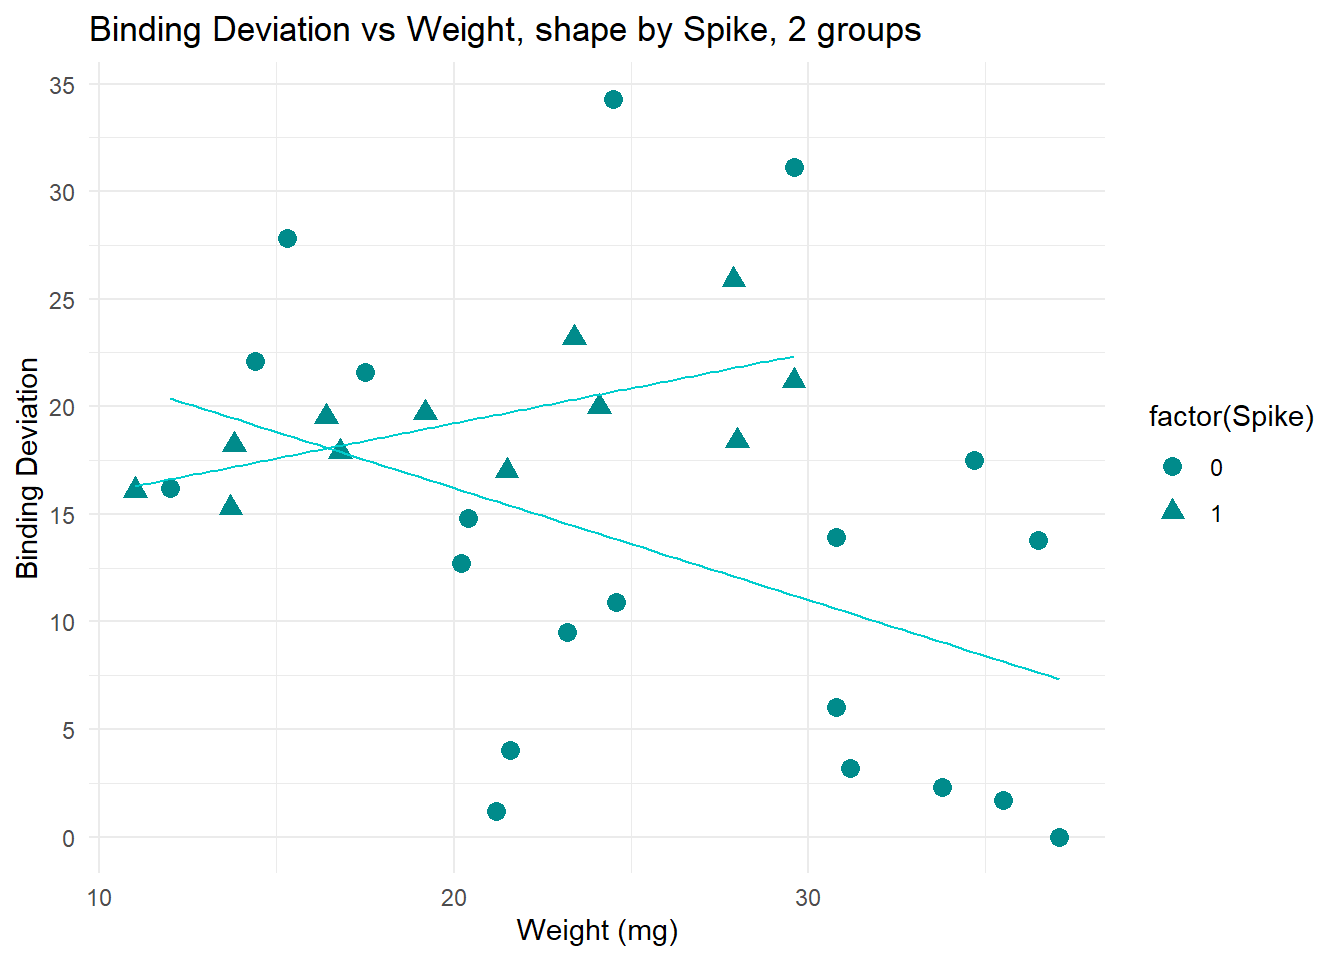 Binding Deviation vs Weight, shape by Spike, 2 groups
35
30
25
20
15
10
5
0
Binding Deviation
10 20 30
Weight (mg)
factor(Spike)
0
1